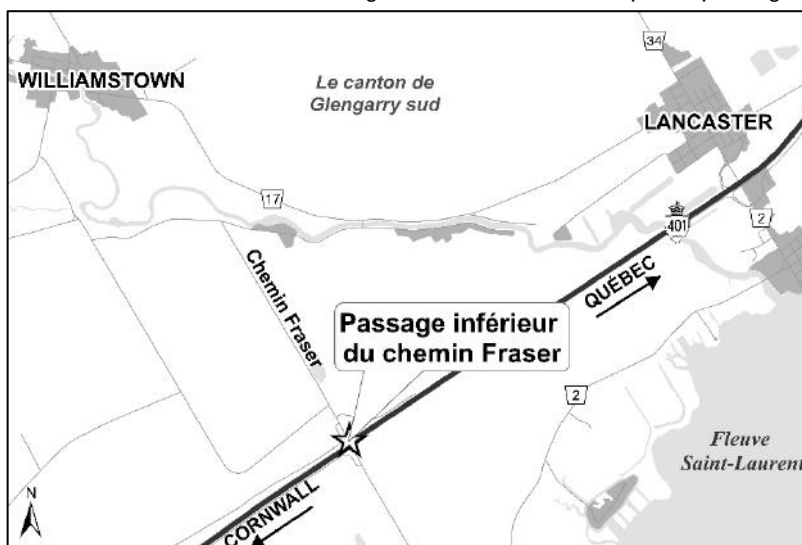 34
WILLIAMSTOWN
Le canton de
Glengarry sud
LANCASTER
17
2
401
Chemin Fraser
QUÉBEC
Passage inférieur
du chemin Fraser
2
Fleuve
Saint-Laurent
N
CORNWALL